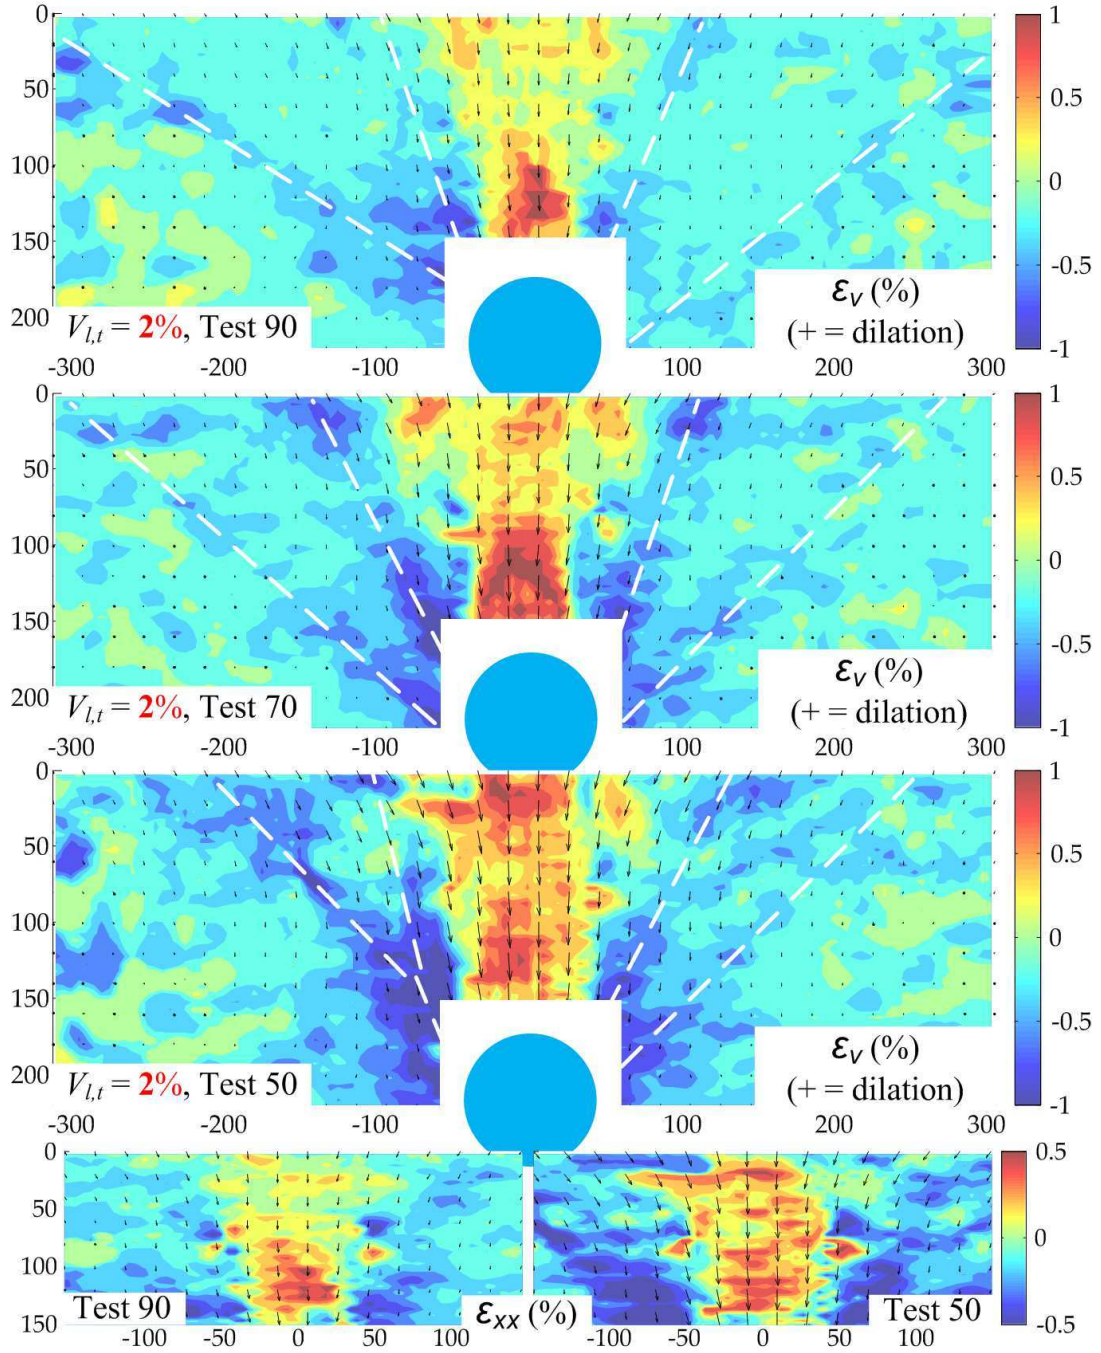 0
50
100
150
200
1
0.5
0
-0.5
-1
V_{l,t} = 2%, Test 90
ε_v (%)
(+ = dilation)
-300 -200 -100 100 200 300
0
50
100
150
200
1
0.5
0
-0.5
-1
V_{l,t} = 2%, Test 70
ε_v (%)
(+ = dilation)
-300 -200 -100 100 200 300
0
50
100
150
200
1
0.5
0
-0.5
-1
V_{l,t} = 2%, Test 50
ε_v (%)
(+ = dilation)
-300 -200 -100 100 200 300
0
50
100
150
0.5
0
-0.5
Test 90
ε_{xx} (%)
Test 50
-100 -50 0 50 100 -100 -50 0 50 100